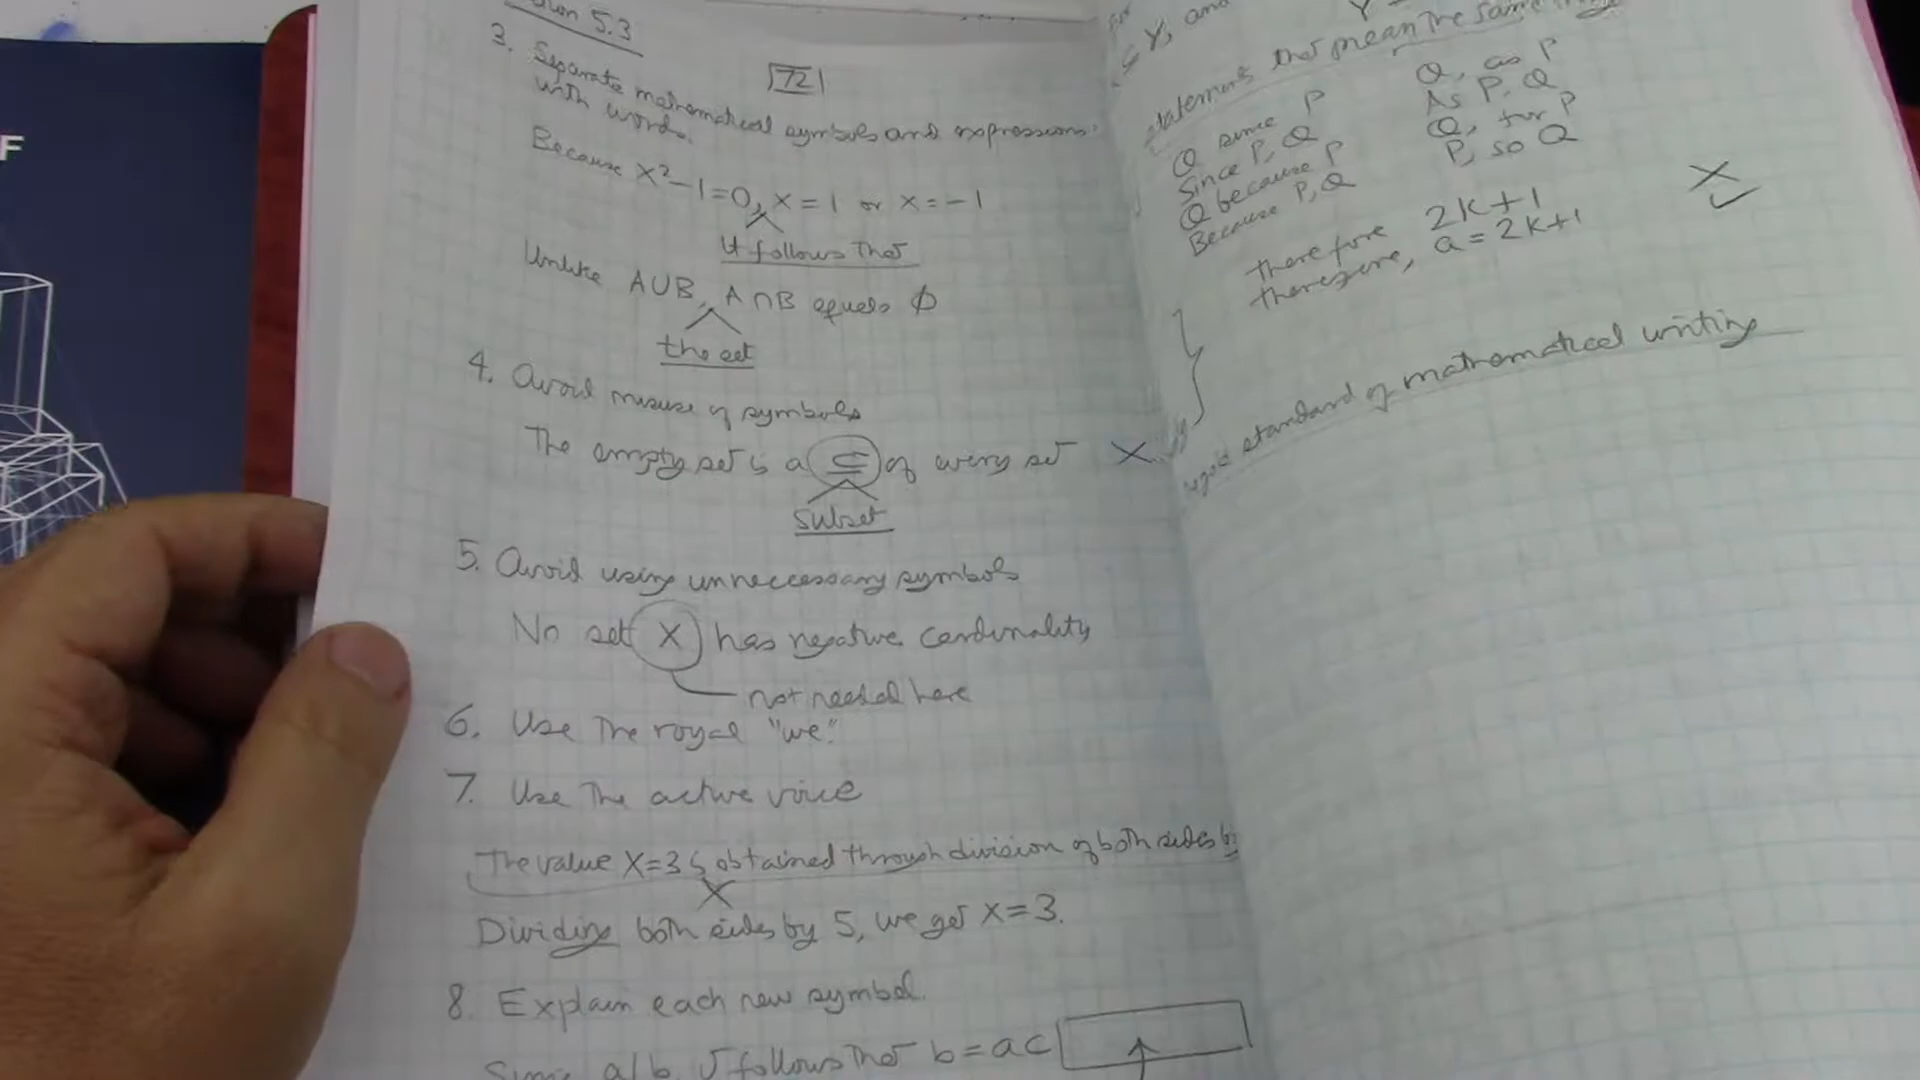 5.3
72
3. Separate mathematical symbols and expressions
with words.
Because x²-1=0, x=1 or x=-1
it follows that
Unlike A∪B, A∩B equals ∅
the set
4. Avoid misuse of symbols
The empty set is a ⊆ of every set X
subset
5. Avoid using unneccessary symbols
No set X has negative cardinality
not needed here
6. Use the royal "we."
7. Use the active voice
The value x=3 is obtained through division of both sides by
X
Dividing both sides by 5, we get x=3.
8. Explain each new symbol.
Since a|b, it follows that b=ac
F
Y, and
statements that mean the same
Q since P
Since P, Q
Q because P
Because P, Q
Q, as P
As P, Q
Q, for P
P, so Q
therefore 2k+1 X
therefore, a=2k+1 ✓
standard of mathematical writing